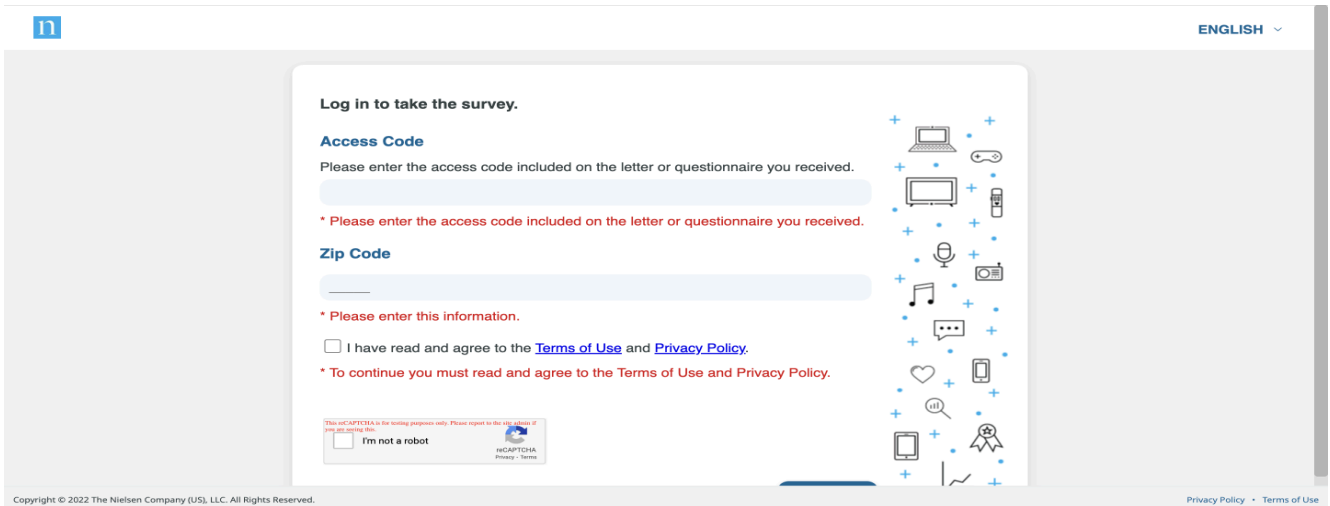 n
ENGLISH
Log in to take the survey.
Access Code
Please enter the access code included on the letter or questionnaire you received.
* Please enter the access code included on the letter or questionnaire you received.
Zip Code
_____
* Please enter this information.
I have read and agree to the Terms of Use and Privacy Policy.
* To continue you must read and agree to the Terms of Use and Privacy Policy.
This reCAPTCHA is for testing purposes only. Please report to the site admin if
you are seeing this.
I'm not a robot
reCAPTCHA
Privacy - Terms
Copyright © 2022 The Nielsen Company (US), LLC. All Rights Reserved.
Privacy Policy • Terms of Use